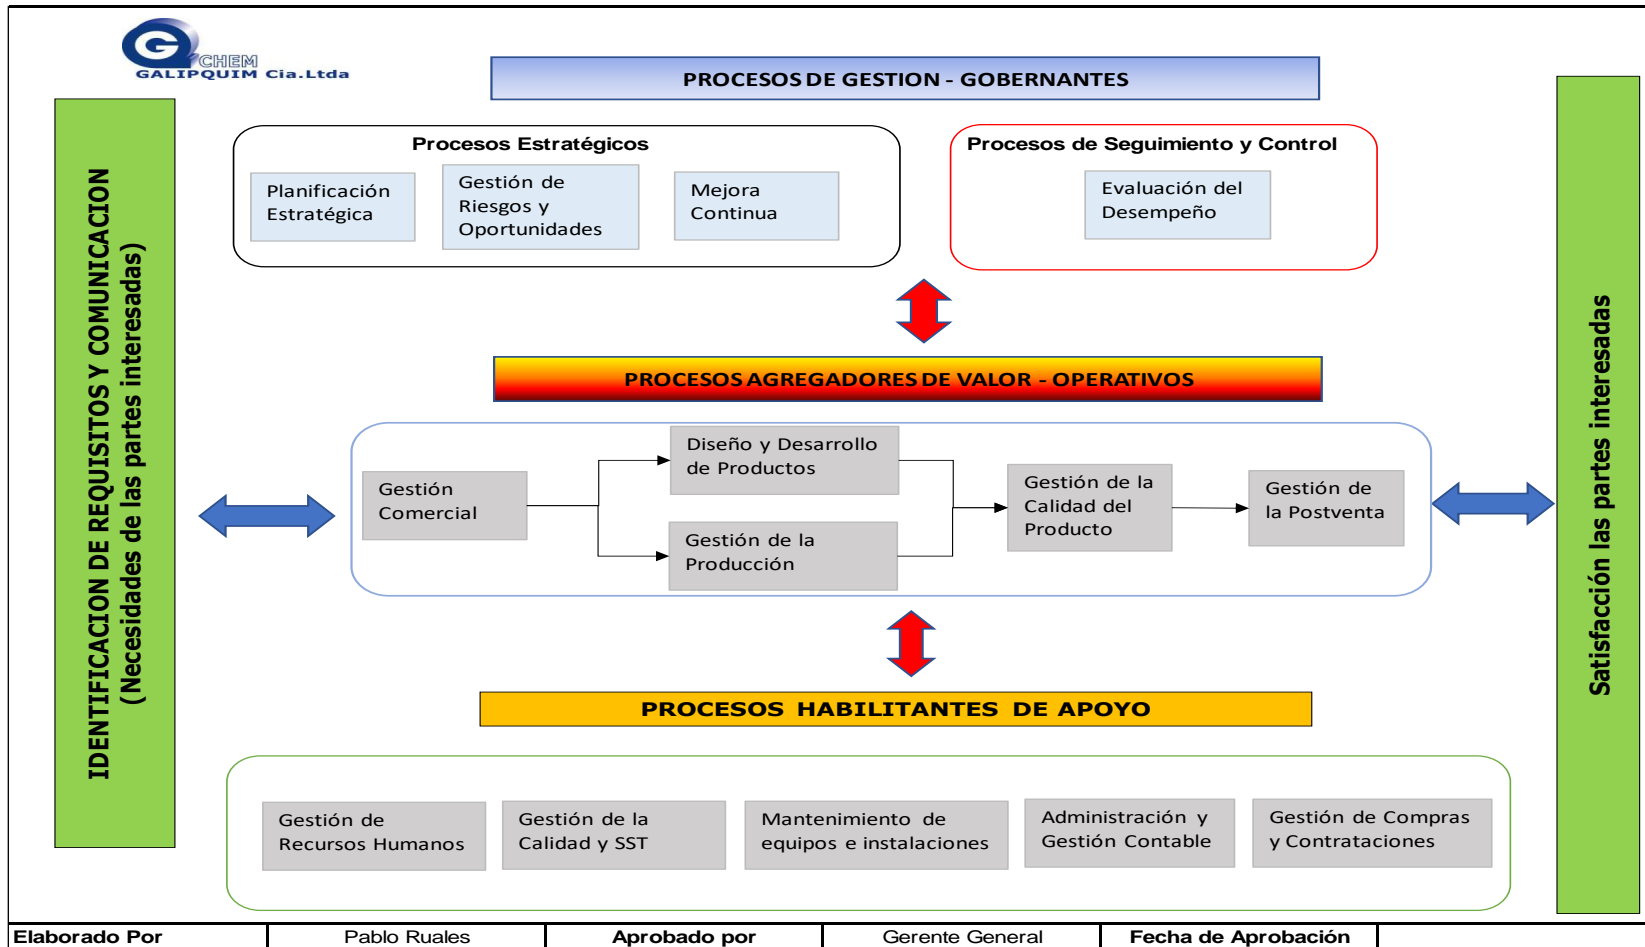 G CHEM
GALIPQUIM Cia.Ltda
PROCESOS DE GESTION - GOBERNANTES
IDENTIFICACION DE REQUISITOS Y COMUNICACION
(Necesidades de las partes interesadas)
Procesos Estratégicos
Planificación
Estratégica
Gestión de
Riesgos y
Oportunidades
Mejora
Continua
Procesos de Seguimiento y Control
Evaluación del
Desempeño
PROCESOS AGREGADORES DE VALOR - OPERATIVOS
Gestión
Comercial
Diseño y Desarrollo
de Productos
Gestión de la
Producción
Gestión de la
Calidad del
Producto
Gestión de
la Postventa
Satisfacción las partes interesadas
PROCESOS HABILITANTES DE APOYO
Gestión de
Recursos Humanos
Gestión de la
Calidad y SST
Mantenimiento de
equipos e instalaciones
Administración y
Gestión Contable
Gestión de Compras
y Contrataciones
Elaborado Por Pablo Ruales Aprobado por Gerente General Fecha de Aprobación